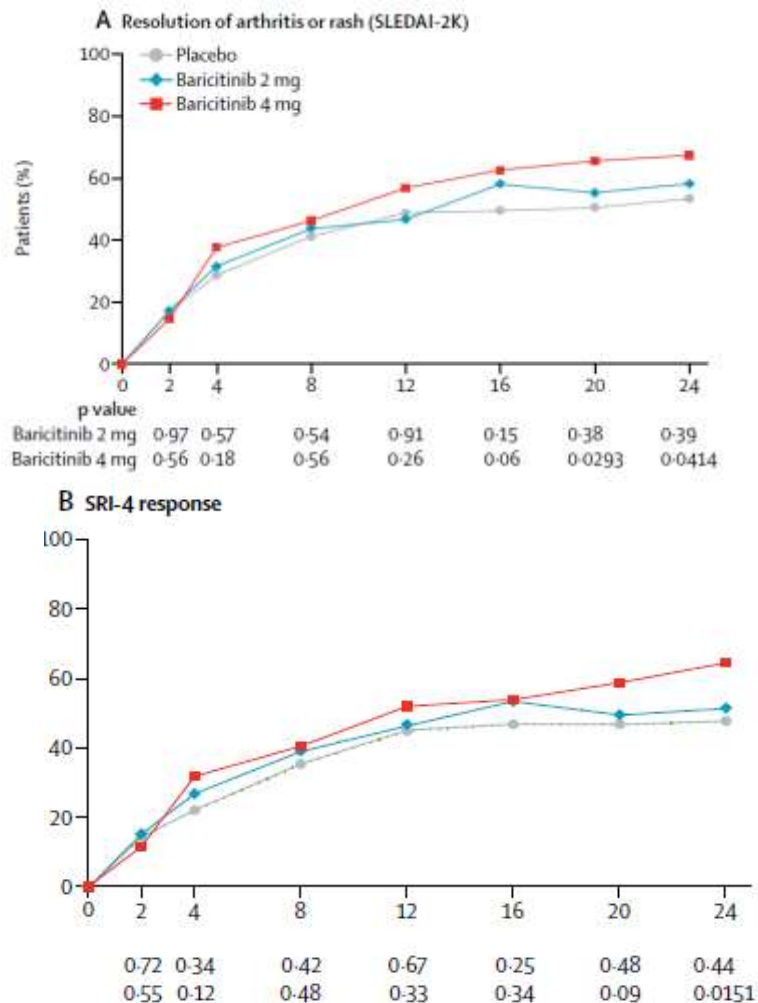 A Resolution of arthritis or rash (SLEDAI-2K)
100
Placebo
Baricitinib 2 mg
Baricitinib 4 mg
80
60
40
20
0
Patients (%)
0 2 4 8 12 16 20 24
p value
Baricitinib 2 mg 0·97 0·57 0·54 0·91 0·15 0·38 0·39
Baricitinib 4 mg 0·56 0·18 0·56 0·26 0·06 0·0293 0·0414
B SRI-4 response
100
80
60
40
20
0
0 2 4 8 12 16 20 24
0·72 0·34 0·42 0·67 0·25 0·48 0·44
0·55 0·12 0·48 0·33 0·34 0·09 0·0151